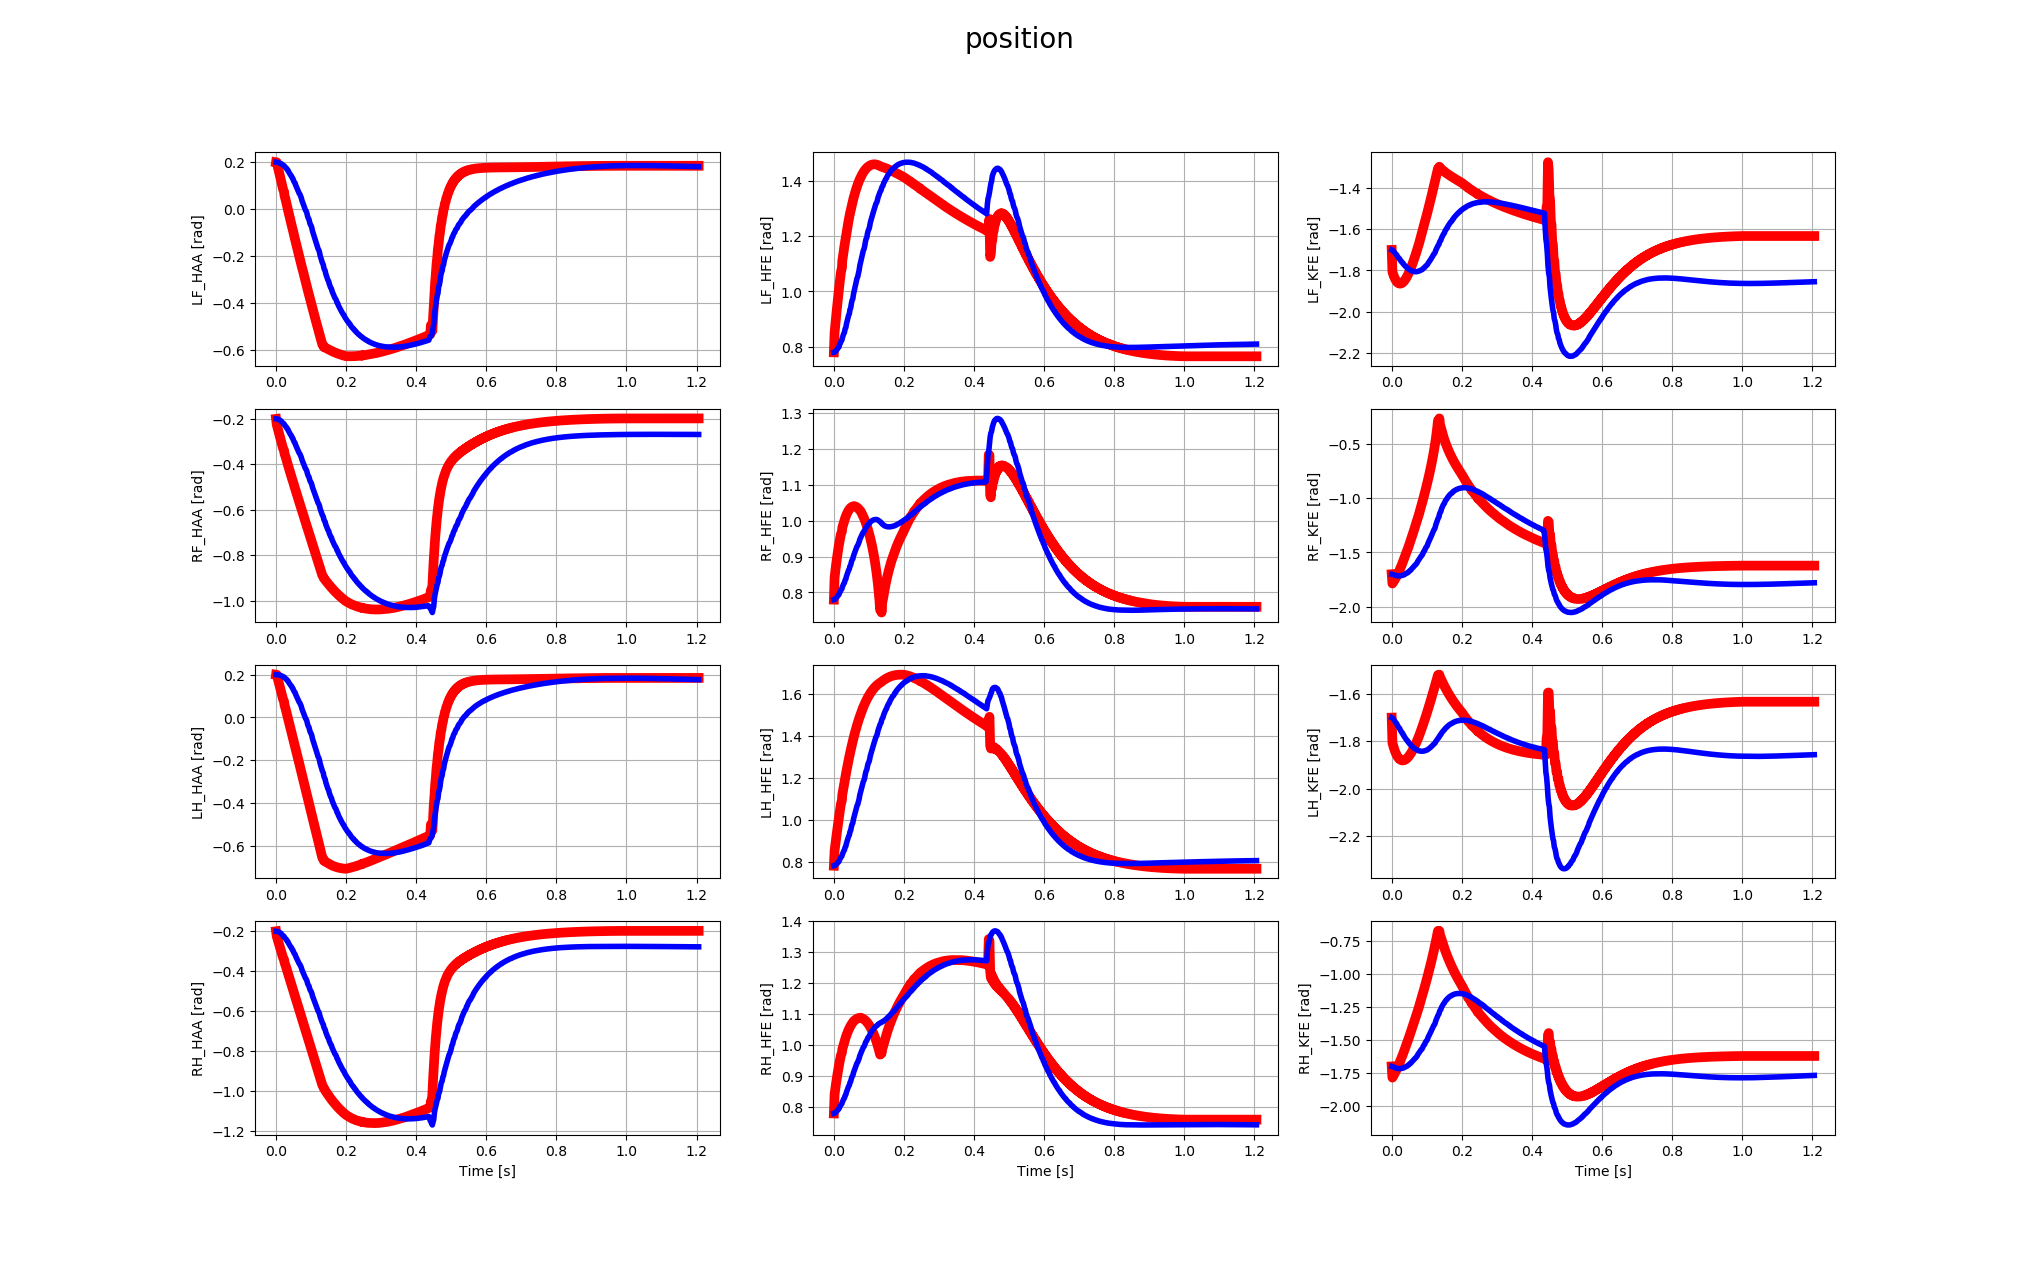 position
LF_HAA [rad]
0.2
0.0
−0.2
−0.4
−0.6
0.0 0.2 0.4 0.6 0.8 1.0 1.2
LF_HFE [rad]
1.4
1.2
1.0
0.8
0.0 0.2 0.4 0.6 0.8 1.0 1.2
LF_KFE [rad]
−1.4
−1.6
−1.8
−2.0
−2.2
0.0 0.2 0.4 0.6 0.8 1.0 1.2
RF_HAA [rad]
−0.2
−0.4
−0.6
−0.8
−1.0
0.0 0.2 0.4 0.6 0.8 1.0 1.2
RF_HFE [rad]
1.3
1.2
1.1
1.0
0.9
0.8
0.0 0.2 0.4 0.6 0.8 1.0 1.2
RF_KFE [rad]
−0.5
−1.0
−1.5
−2.0
0.0 0.2 0.4 0.6 0.8 1.0 1.2
LH_HAA [rad]
0.2
0.0
−0.2
−0.4
−0.6
0.0 0.2 0.4 0.6 0.8 1.0 1.2
LH_HFE [rad]
1.6
1.4
1.2
1.0
0.8
0.0 0.2 0.4 0.6 0.8 1.0 1.2
LH_KFE [rad]
−1.6
−1.8
−2.0
−2.2
0.0 0.2 0.4 0.6 0.8 1.0 1.2
RH_HAA [rad]
−0.2
−0.4
−0.6
−0.8
−1.0
−1.2
0.0 0.2 0.4 0.6 0.8 1.0 1.2
Time [s]
RH_HFE [rad]
1.4
1.3
1.2
1.1
1.0
0.9
0.8
0.0 0.2 0.4 0.6 0.8 1.0 1.2
Time [s]
RH_KFE [rad]
−0.75
−1.00
−1.25
−1.50
−1.75
−2.00
0.0 0.2 0.4 0.6 0.8 1.0 1.2
Time [s]